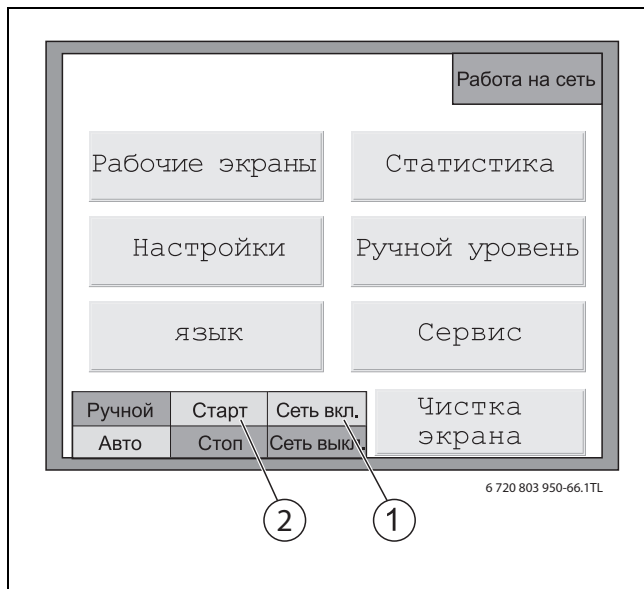 Работа на сеть
Рабочие экраны
Статистика
Настройки
Ручной уровень
язык
Сервис
Ручной Старт Сеть вкл.
Авто Стоп Сеть выкл.
Чистка
экрана
6 720 803 950-66.1TL
2
1